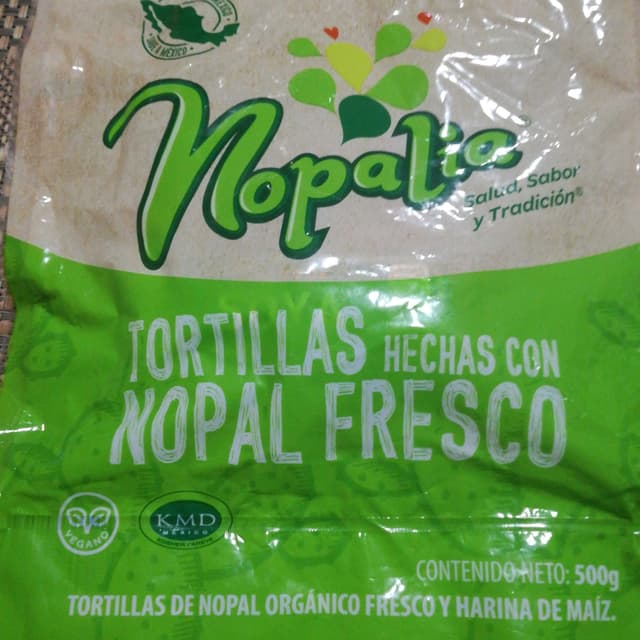 Nopalia
Salud, Sabor
y Tradición®
TORTILLAS HECHAS CON
NOPAL FRESCO
VEGANO
KMD
MÉXICO
CONTENIDO NETO: 500g
TORTILLAS DE NOPAL ORGÁNICO FRESCO Y HARINA DE MAÍZ.